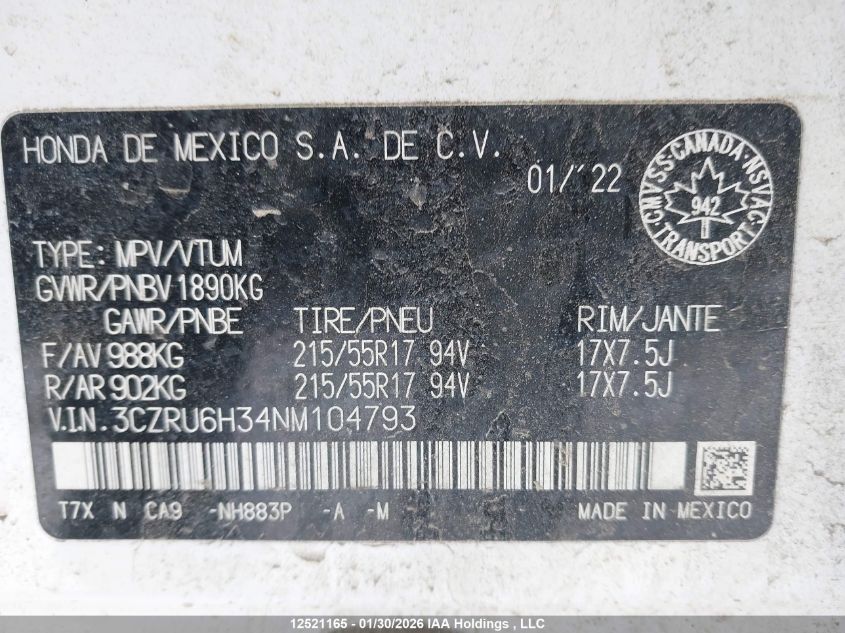 HONDA DE MEXICO S.A. DE C.V.
01/'22
CMVSS·CANADA·NSVAC·TRANSPORT
942
TYPE: MPV/VTUM
GVWR/PNBV 1890KG
GAWR/PNBE TIRE/PNEU RIM/JANTE
F/AV 988KG 215/55R17 94V 17X7.5J
R/AR 902KG 215/55R17 94V 17X7.5J
V.I.N. 3CZRU6H34NM104793
T7X N CA9 -NH883P -A -M - - MADE IN MEXICO
12521165 - 01/30/2026 IAA Holdings , LLC